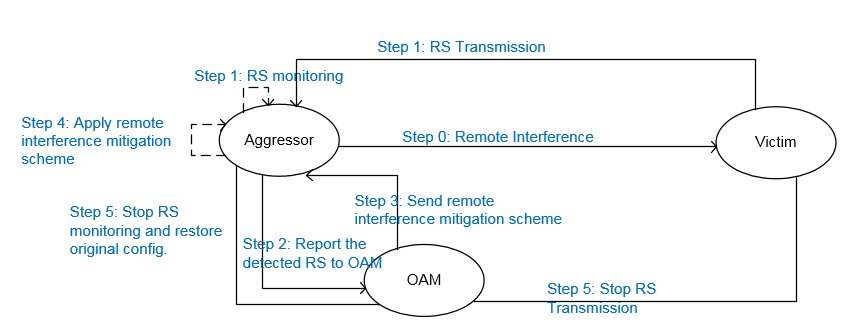 Step 1: RS Transmission
Step 1: RS monitoring
Step 4: Apply remote
interference mitigation
scheme
Aggressor
Step 0: Remote Interference
Victim
Step 5: Stop RS
monitoring and restore
original config.
Step 3: Send remote
interference mitigation scheme
Step 2: Report the
detected RS to OAM
OAM
Step 5: Stop RS
Transmission